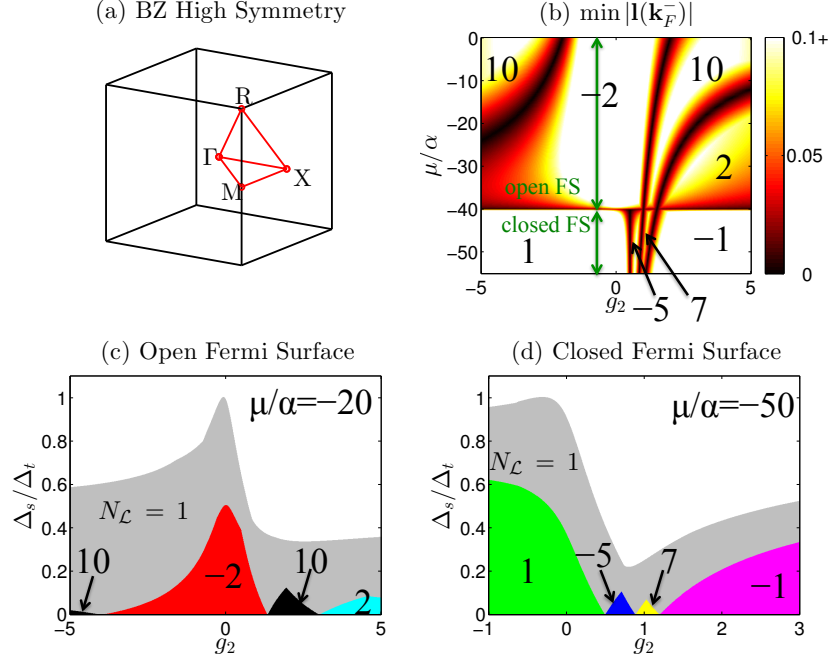 (a) BZ High Symmetry
R
Γ
X
M
(b) min |l(k_F^−)|
μ/α
0
−10
−20
−30
−40
−50
10
−2
10
2
open FS
closed FS
1
−1
−5
0
5
g_2
−5
7
0.1+
0.05
0
(c) Open Fermi Surface
μ/α=−20
Δ_s/Δ_t
1
0.8
0.6
0.4
0.2
0
N_𝓛 = 1
10
−2
10
2
−5
0
5
g_2
(d) Closed Fermi Surface
μ/α=−50
Δ_s/Δ_t
1
0.8
0.6
0.4
0.2
0
N_𝓛 = 1
1
−5
7
−1
−1
0
1
2
3
g_2